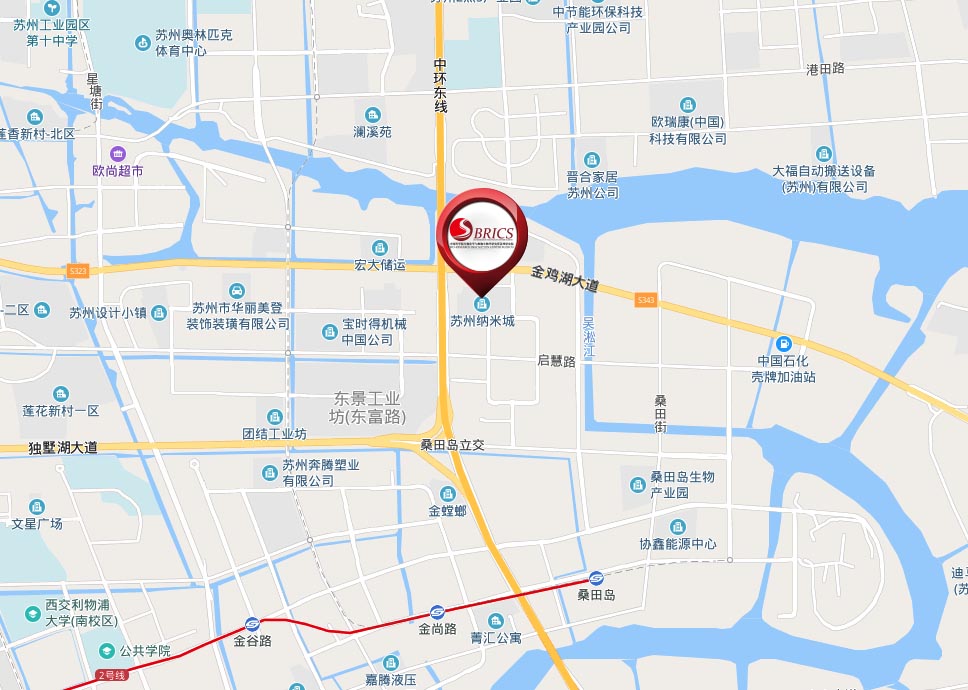 苏州工业园区
第十中学
苏州奥林匹克
体育中心
中节能环保科技
产业园公司
星塘街
中环东线
港田路
莲香新村-北区
澜溪苑
欧瑞康(中国)
科技有限公司
欧尚超市
晋合家居
苏州公司
大福自动搬送设备
(苏州)有限公司
SBRICS
宏大储运
S323
金鸡湖大道
S343
二区
苏州设计小镇
苏州市华丽美登
装饰装璜有限公司
宝时得机械
中国公司
苏州纳米城
吴淞江
启慧路
中国石化
壳牌加油站
莲花新村一区
东景工业
坊(东富路)
桑田街
团结工业坊
独墅湖大道
桑田岛立交
苏州奔腾塑业
有限公司
桑田岛生物
产业园
文星广场
金螳螂
协鑫能源中心
桑田岛
西交利物浦
大学(南校区)
金谷路
金尚路
菁汇公寓
公共学院
2号线
嘉腾液压